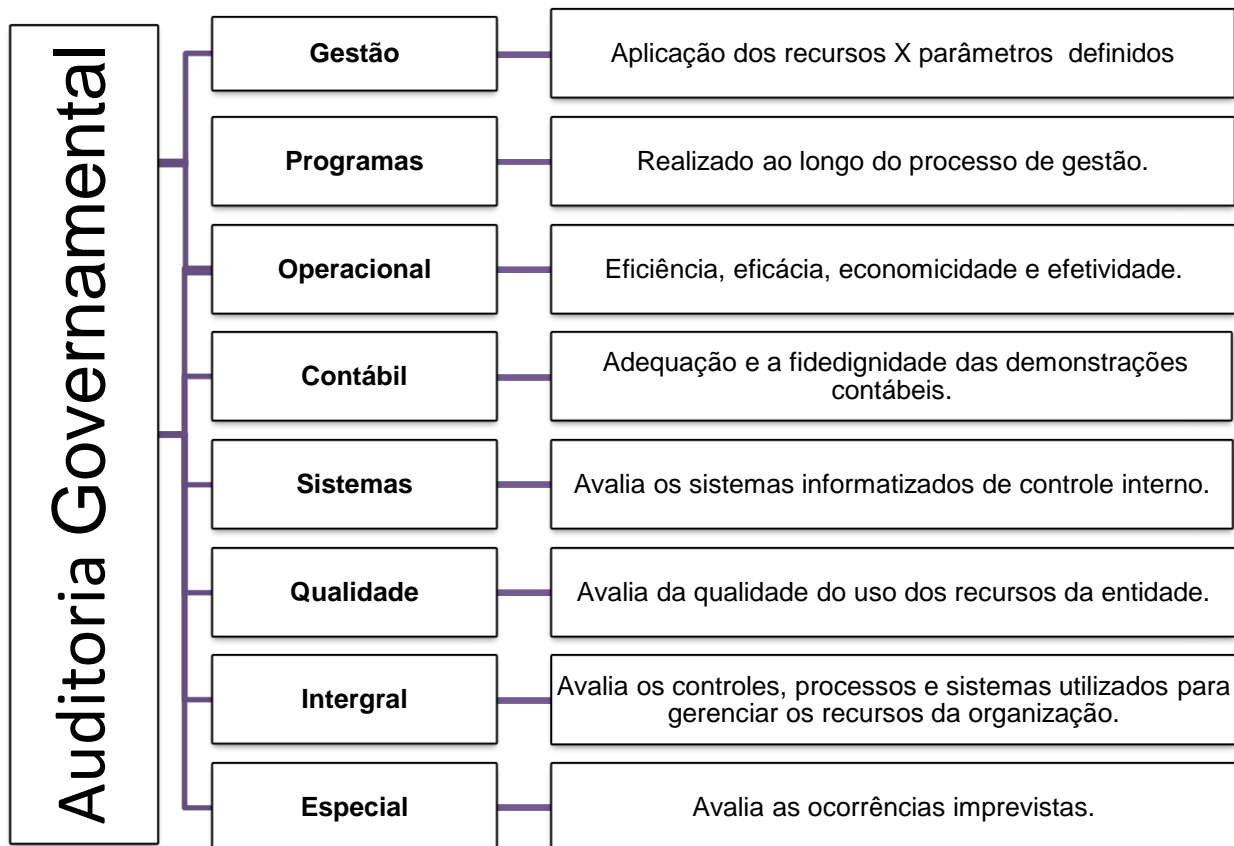 Auditoria Governamental
Gestão
Aplicação dos recursos X parâmetros definidos
Programas
Realizado ao longo do processo de gestão.
Operacional
Eficiência, eficácia, economicidade e efetividade.
Contábil
Adequação e a fidedignidade das demonstrações
contábeis.
Sistemas
Avalia os sistemas informatizados de controle interno.
Qualidade
Avalia da qualidade do uso dos recursos da entidade.
Intergral
Avalia os controles, processos e sistemas utilizados para
gerenciar os recursos da organização.
Especial
Avalia as ocorrências imprevistas.